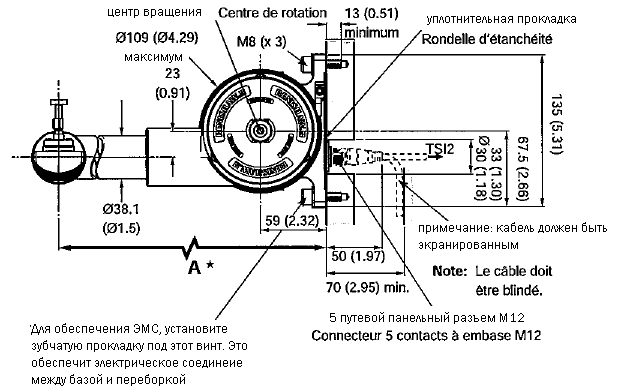 центр вращения
Centre de rotation
13 (0.51)
minimum
уплотнительная прокладка
Rondelle d'étanchéité
Ø109 (Ø4.29)
максимум
23
(0.91)
M8 (x 3)
135 (5.31)
67.5 (2.66)
33 (1.30)
Ø30 (1.18)
TSI2
Ø38.1
(Ø1.5)
59 (2.32)
A *
50 (1.97)
70 (2.95) min.
примечание: кабель должен быть
экранированным
Note: Le câble doit
être blindé.
5 путевой панельный разьем M12
Connecteur 5 contacts à embase M12
Для обеспечения ЭМС, установите
зубчатую прокладку под этот винт. Это
обеспечит электрическое соединеие
между базой и переборкой